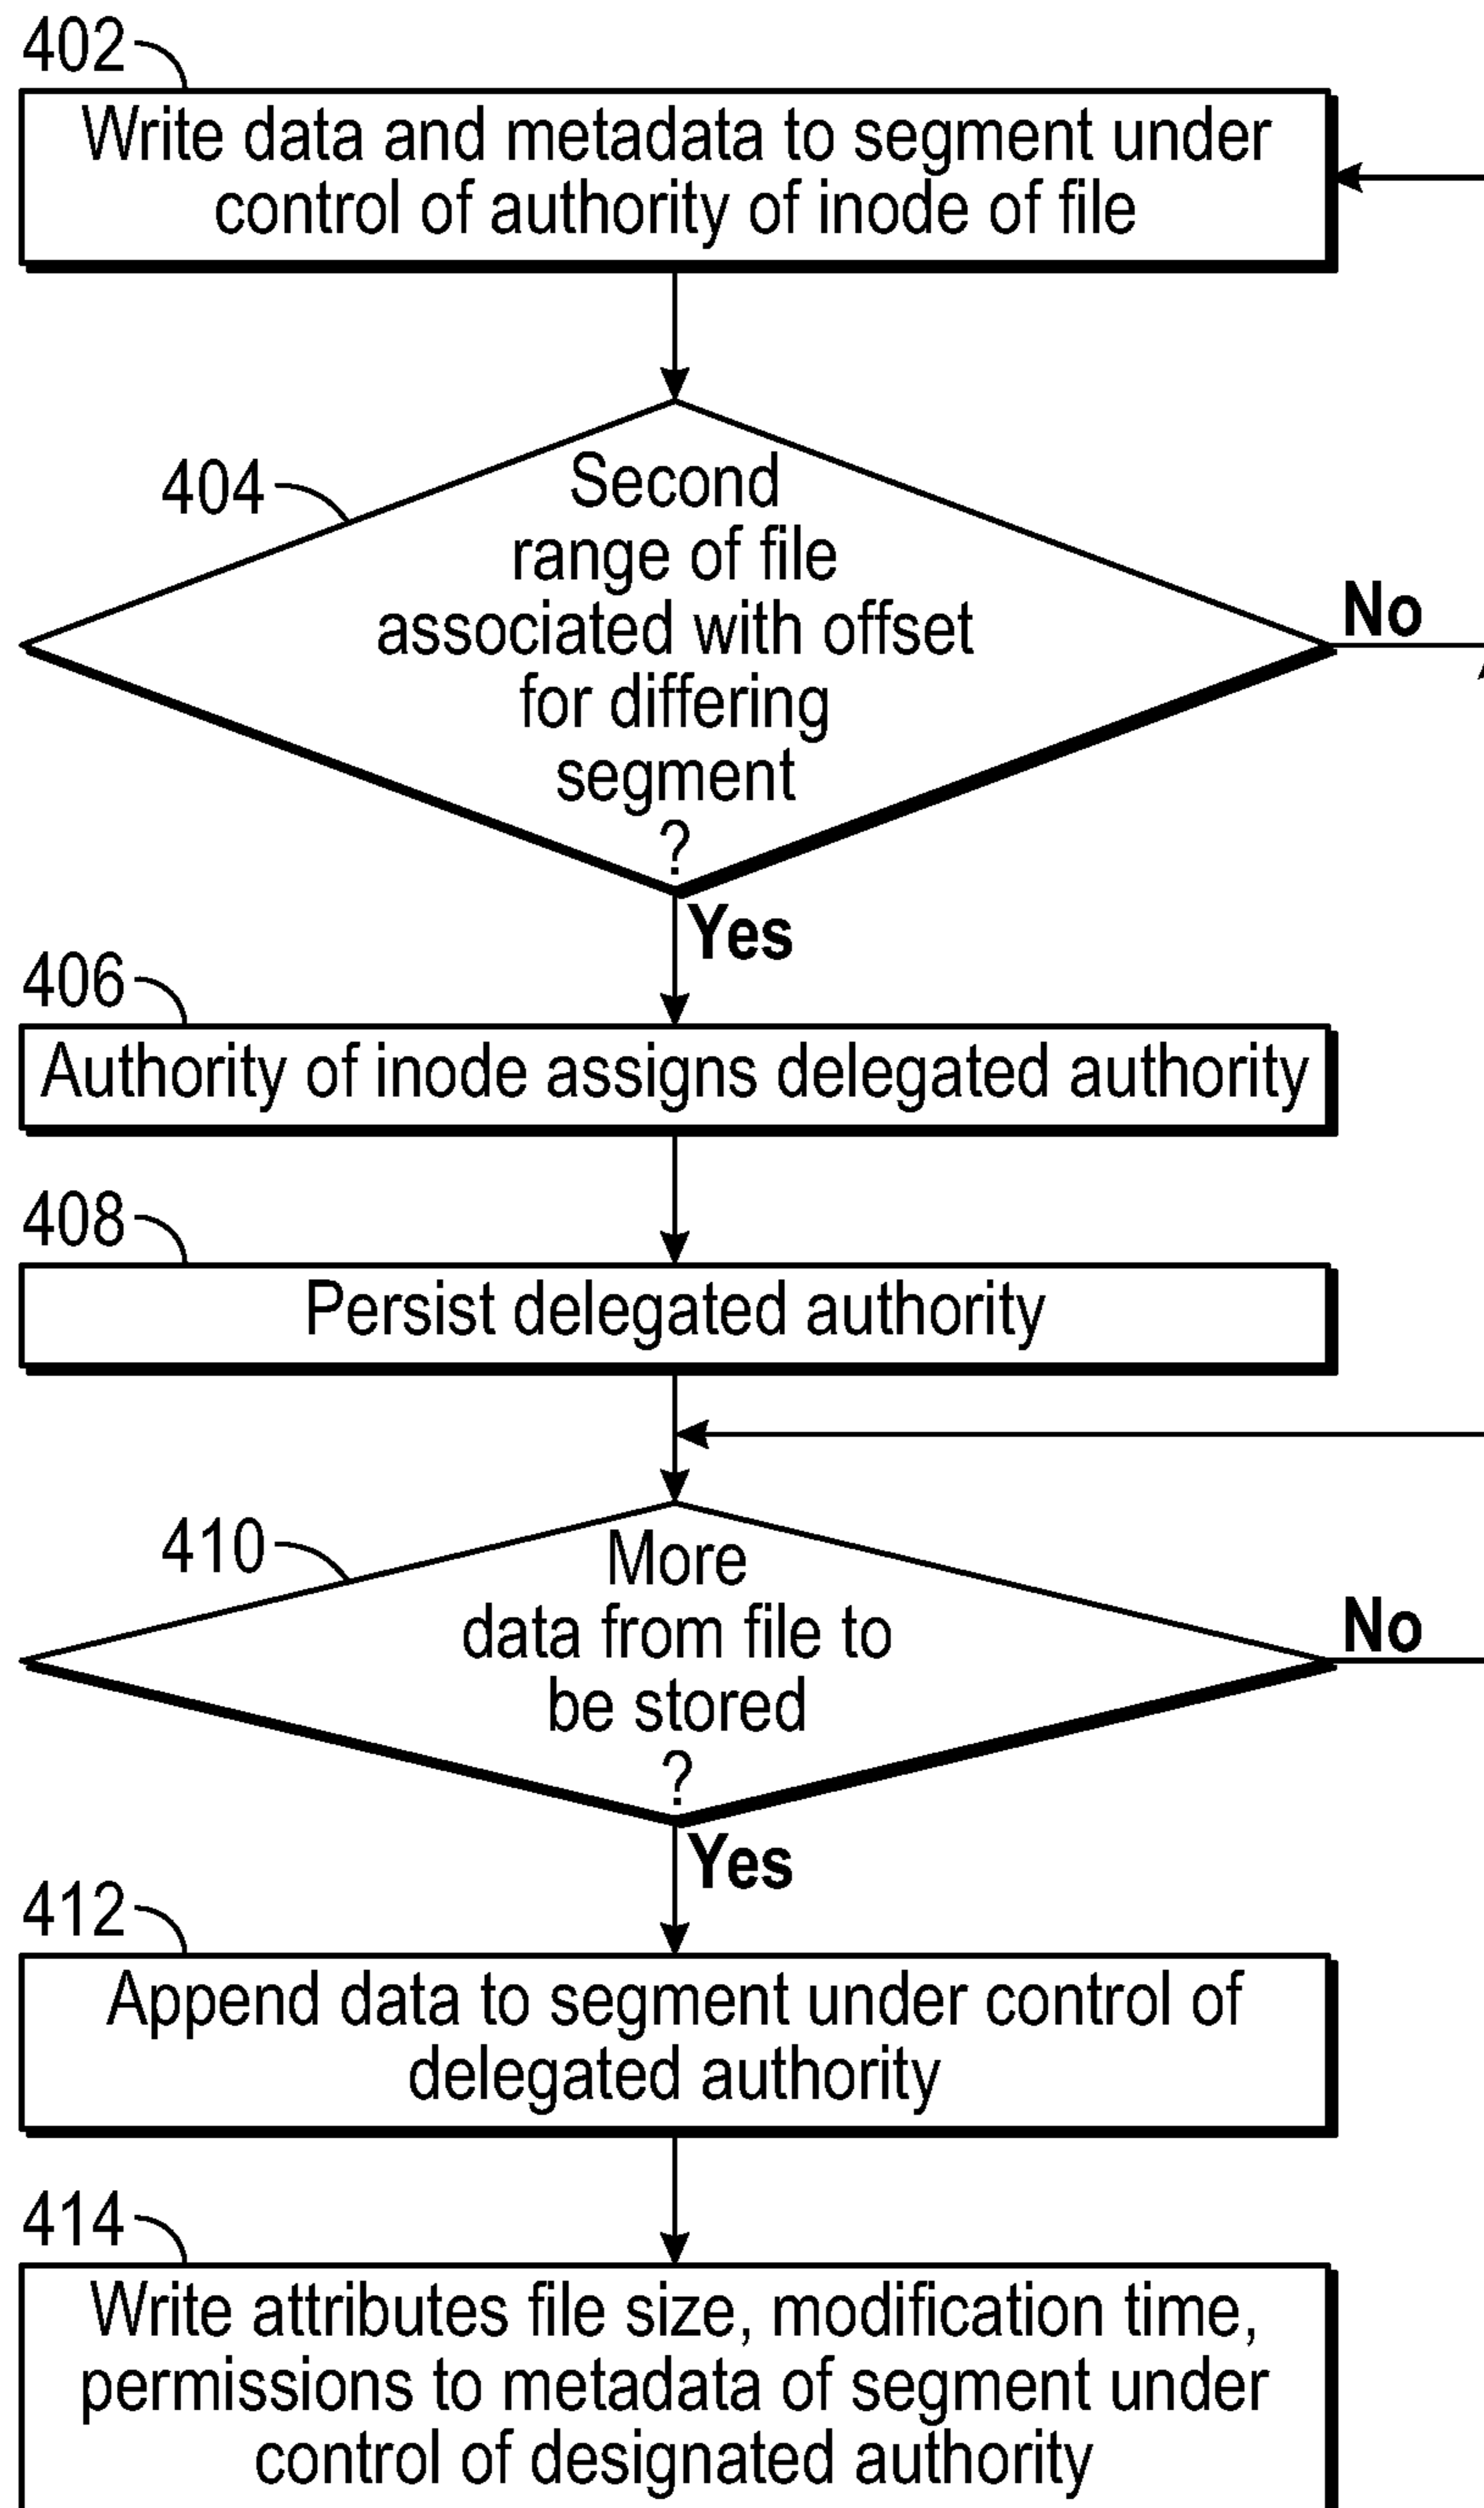 402
Write data and metadata to segment under
control of authority of inode of file
404
Second
range of file
associated with offset
for differing
segment
?
No
Yes
406
Authority of inode assigns delegated authority
408
Persist delegated authority
410
More
data from file to
be stored
?
No
Yes
412
Append data to segment under control of
delegated authority
414
Write attributes file size, modification time,
permissions to metadata of segment under
control of designated authority